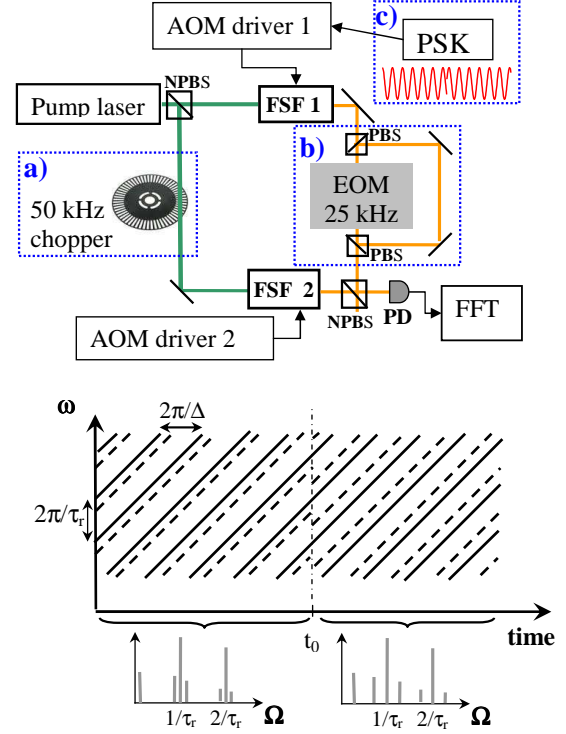 AOM driver 1
c)
PSK
NPBS
Pump laser
FSF 1
a)
50 kHz
chopper
b)
PBS
EOM
25 kHz
PBS
FSF 2
NPBS
PD
FFT
AOM driver 2
ω
2π/Δ
2π/τr
t0
time
1/τr 2/τr Ω
1/τr 2/τr Ω